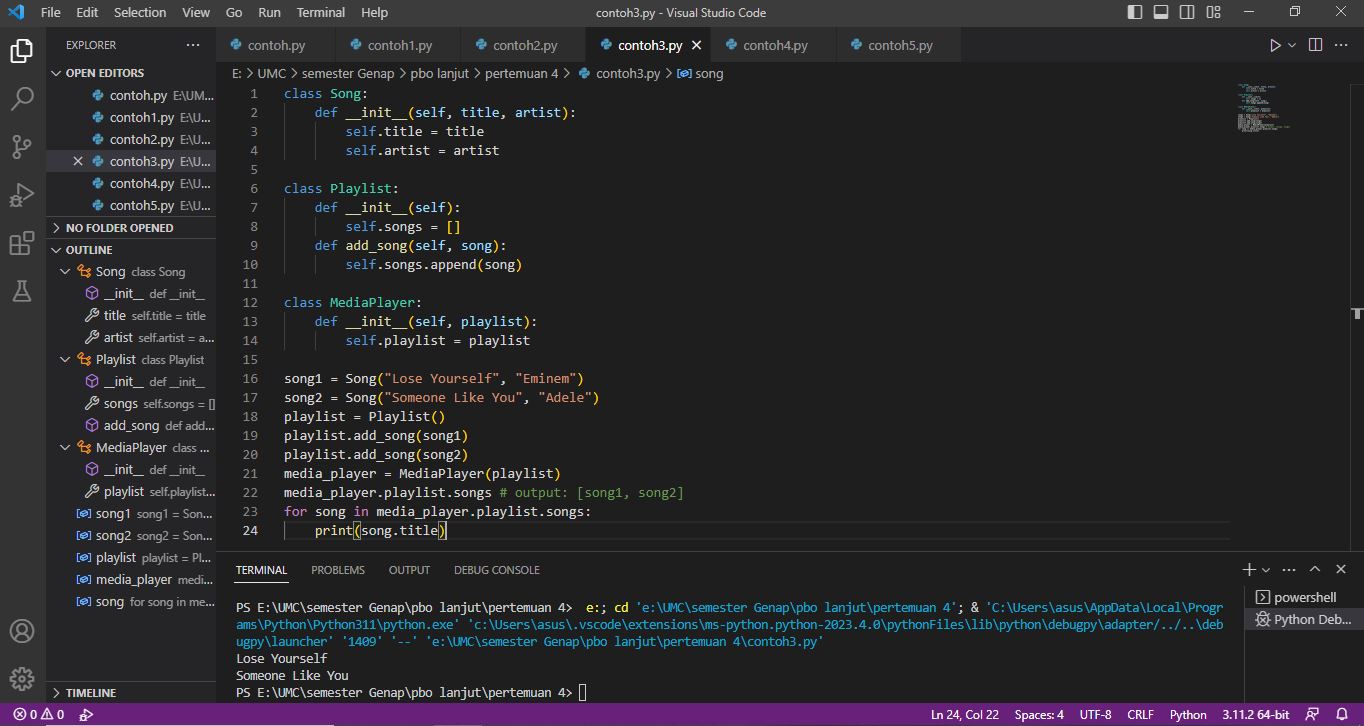 File Edit Selection View Go Run Terminal Help contoh3.py - Visual Studio Code
EXPLORER
contoh.py contoh1.py contoh2.py contoh3.py contoh4.py contoh5.py
OPEN EDITORS
contoh.py E:\UM...
contoh1.py E:\U...
contoh2.py E:\U...
contoh3.py E:\U...
contoh4.py E:\U...
contoh5.py E:\U...
NO FOLDER OPENED
OUTLINE
Song class Song
__init__ def __init__
title self.title = title
artist self.artist = a...
Playlist class Playlist
__init__ def __init__
songs self.songs = []
add_song def add...
MediaPlayer class ...
__init__ def __init__
playlist self.playlist...
song1 song1 = Son...
song2 song2 = Son...
playlist playlist = Pl...
media_player medi...
song for song in me...
TIMELINE
E: > UMC > semester Genap > pbo lanjut > pertemuan 4 > contoh3.py > song
1 class Song:
2     def __init__(self, title, artist):
3         self.title = title
4         self.artist = artist
5
6 class Playlist:
7     def __init__(self):
8         self.songs = []
9     def add_song(self, song):
10         self.songs.append(song)
11
12 class MediaPlayer:
13     def __init__(self, playlist):
14         self.playlist = playlist
15
16 song1 = Song("Lose Yourself", "Eminem")
17 song2 = Song("Someone Like You", "Adele")
18 playlist = Playlist()
19 playlist.add_song(song1)
20 playlist.add_song(song2)
21 media_player = MediaPlayer(playlist)
22 media_player.playlist.songs # output: [song1, song2]
23 for song in media_player.playlist.songs:
24     print(song.title)
TERMINAL PROBLEMS OUTPUT DEBUG CONSOLE
PS E:\UMC\semester Genap\pbo lanjut\pertemuan 4>  e:; cd 'e:\UMC\semester Genap\pbo lanjut\pertemuan 4'; & 'C:\Users\asus\AppData\Local\Progr
ams\Python\Python311\python.exe' 'c:\Users\asus\.vscode\extensions\ms-python.python-2023.4.0\pythonFiles\lib\python\debugpy\adapter/../..\deb
ugpy\launcher' '1409' '--' 'e:\UMC\semester Genap\pbo lanjut\pertemuan 4\contoh3.py'
Lose Yourself
Someone Like You
PS E:\UMC\semester Genap\pbo lanjut\pertemuan 4>
powershell
Python Deb...
0 0 Ln 24, Col 22 Spaces: 4 UTF-8 CRLF Python 3.11.2 64-bit